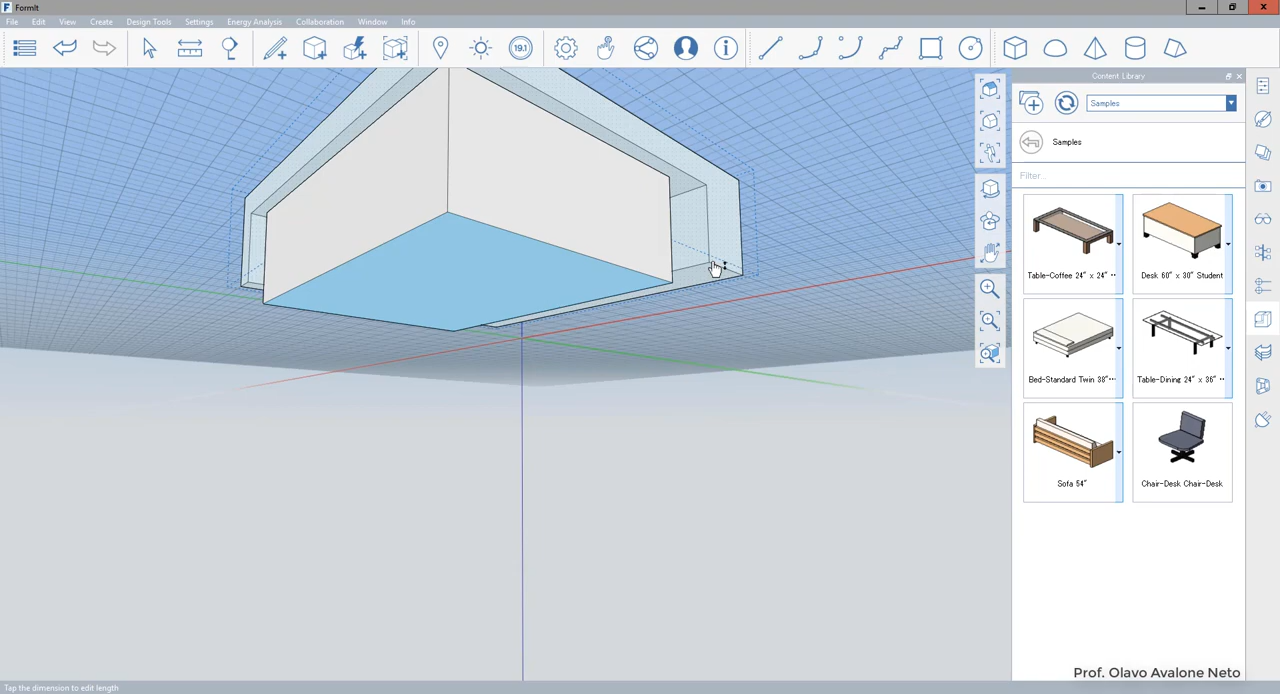 FormIt
File Edit View Create Design Tools Settings Energy Analysis Collaboration Window Info
19.1
Content Library
Samples
Samples
Filter...
Table-Coffee 24" x 24" ...
Desk 60" x 30" Student
Bed-Standard Twin 38"...
Table-Dining 24" x 36" ...
Sofa 54"
Chair-Desk Chair-Desk
Prof. Olavo Avalone Neto
Tap the dimension to edit length